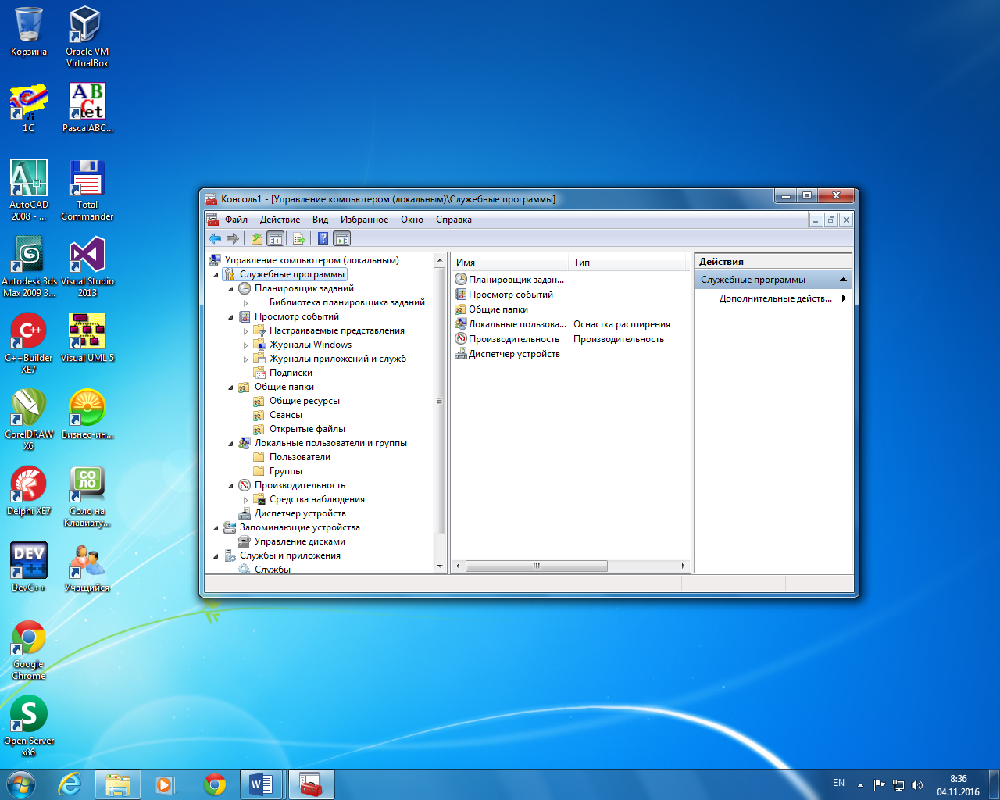 Корзина
Oracle VM
VirtualBox
1C
PascalABC...
AutoCAD
2008 - ...
Total
Commander
Autodesk 3ds
Max 2009 3...
Visual Studio
2013
C++Builder
XE7
Visual UML 5
CorelDRAW
X6
Бизнес-ин...
Delphi XE7
Соло на
Клавиату...
DevC++
Учащийся
Google
Chrome
Open Server
x86
Консоль1 - [Управление компьютером (локальным)\Служебные программы]
Файл Действие Вид Избранное Окно Справка
Управление компьютером (локальным)
Служебные программы
Планировщик заданий
Библиотека планировщика заданий
Просмотр событий
Настраиваемые представления
Журналы Windows
Журналы приложений и служб
Подписки
Общие папки
Общие ресурсы
Сеансы
Открытые файлы
Локальные пользователи и группы
Пользователи
Группы
Производительность
Средства наблюдения
Диспетчер устройств
Запоминающие устройства
Управление дисками
Службы и приложения
Службы
Имя Тип
Планировщик задан...
Просмотр событий
Общие папки
Локальные пользова... Оснастка расширения
Производительность Производительность
Диспетчер устройств
Действия
Служебные программы
Дополнительные действ...
EN
8:36
04.11.2016